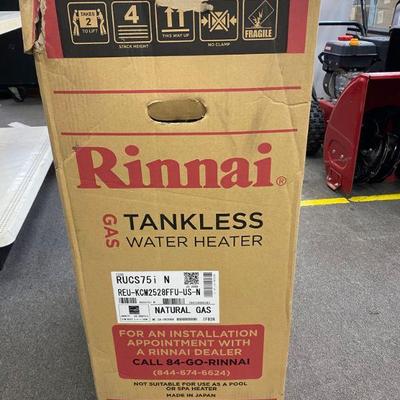 TAKES
2
TO LIFT
4
STACK HEIGHT
THIS WAY UP
NO CLAMP
FRAGILE
Rinnai®
GAS
TANKLESS
WATER HEATER
RUCS75i N
REU-KCM2528FFU-US-N
NATURAL GAS
FOR AN INSTALLATION
APPOINTMENT WITH
A RINNAI DEALER
CALL 84-GO-RINNAI
(844-674-6624)
NOT SUITABLE FOR USE AS A POOL
OR SPA HEATER
MADE IN JAPAN